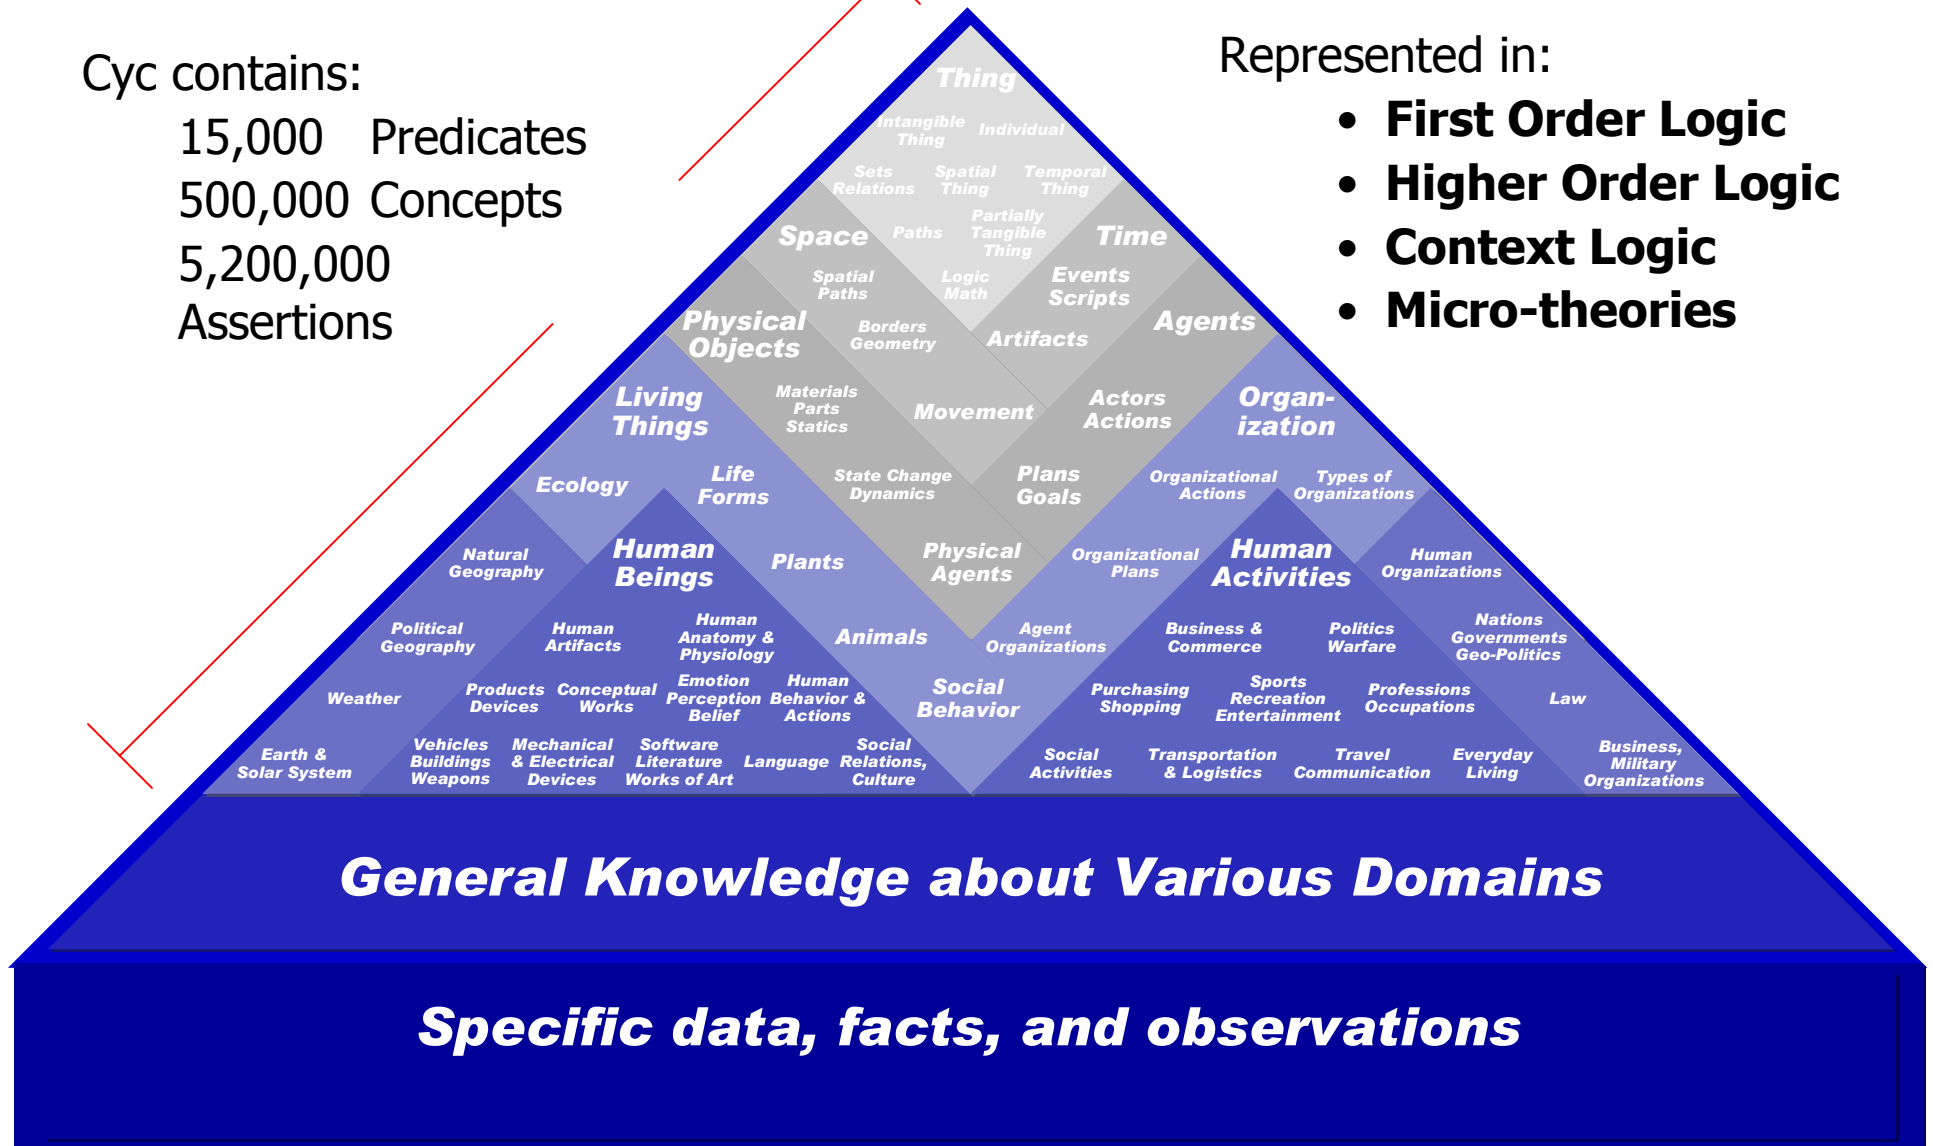 Cyc contains:
15,000 Predicates
500,000 Concepts
5,200,000
Assertions
Represented in:
• First Order Logic
• Higher Order Logic
• Context Logic
• Micro-theories
Thing
Intangible
Thing
Individual
Sets
Relations
Spatial
Thing
Temporal
Thing
Space
Paths
Partially
Tangible
Thing
Time
Spatial
Paths
Logic
Math
Events
Scripts
Physical
Objects
Borders
Geometry
Artifacts
Agents
Living
Things
Materials
Parts
Statics
Movement
Actors
Actions
Organ-
ization
Ecology
Life
Forms
State Change
Dynamics
Plans
Goals
Organizational
Actions
Types of
Organizations
Natural
Geography
Human
Beings
Plants
Physical
Agents
Organizational
Plans
Human
Activities
Human
Organizations
Political
Geography
Human
Artifacts
Human
Anatomy &
Physiology
Animals
Agent
Organizations
Business &
Commerce
Politics
Warfare
Nations
Governments
Geo-Politics
Weather
Products
Devices
Conceptual
Works
Emotion
Perception
Belief
Human
Behavior &
Actions
Social
Behavior
Purchasing
Shopping
Sports
Recreation
Entertainment
Professions
Occupations
Law
Earth &
Solar System
Vehicles
Buildings
Weapons
Mechanical
& Electrical
Devices
Software
Literature
Works of Art
Language
Social
Relations,
Culture
Social
Activities
Transportation
& Logistics
Travel
Communication
Everyday
Living
Business,
Military
Organizations
General Knowledge about Various Domains
Specific data, facts, and observations